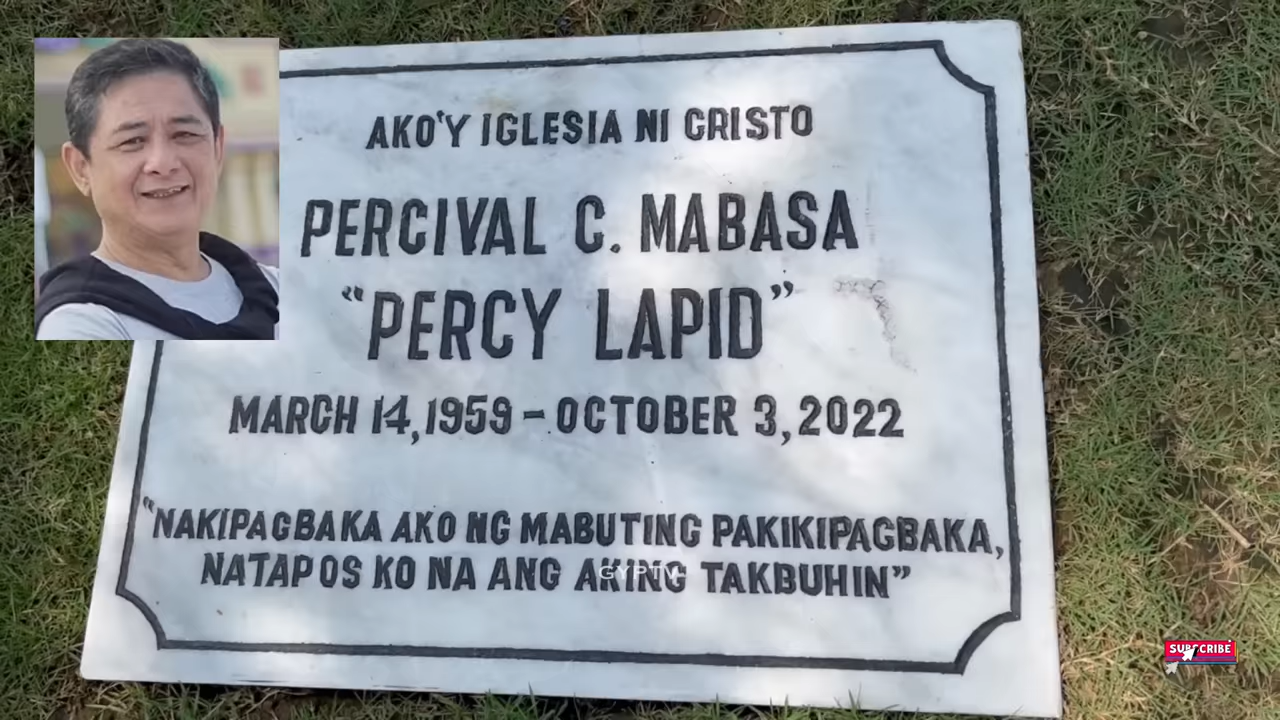 AKO'Y IGLESIA NI CRISTO
PERCIVAL C. MABASA
"PERCY LAPID"
MARCH 14, 1959 - OCTOBER 3, 2022
"NAKIPAGBAKA AKO NG MABUTING PAKIKIPAGBAKA,
NATAPOS KO NA ANG AKING TAKBUHIN"
GYPTV
SUBSCRIBE